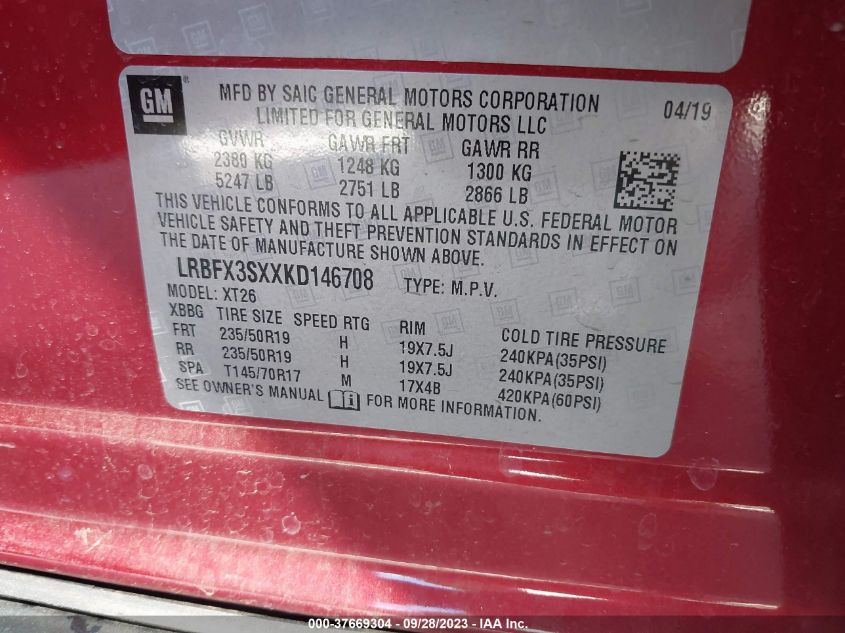 GM
MFD BY SAIC GENERAL MOTORS CORPORATION 04/19
LIMITED FOR GENERAL MOTORS LLC
GVWR GAWR FRT GAWR RR
2380 KG 1248 KG 1300 KG
5247 LB 2751 LB 2866 LB
THIS VEHICLE CONFORMS TO ALL APPLICABLE U.S. FEDERAL MOTOR
VEHICLE SAFETY AND THEFT PREVENTION STANDARDS IN EFFECT ON
THE DATE OF MANUFACTURE SHOWN ABOVE.
LRBFX3SXXKD146708 TYPE: M.P.V.
MODEL: XT26
XBBG TIRE SIZE SPEED RTG RIM COLD TIRE PRESSURE
FRT 235/50R19 H 19X7.5J 240KPA(35PSI)
RR 235/50R19 H 19X7.5J 240KPA(35PSI)
SPA T145/70R17 M 17X4B 420KPA(60PSI)
SEE OWNER'S MANUAL FOR MORE INFORMATION.
000-37669304 - 09/28/2023 - 1 of 1